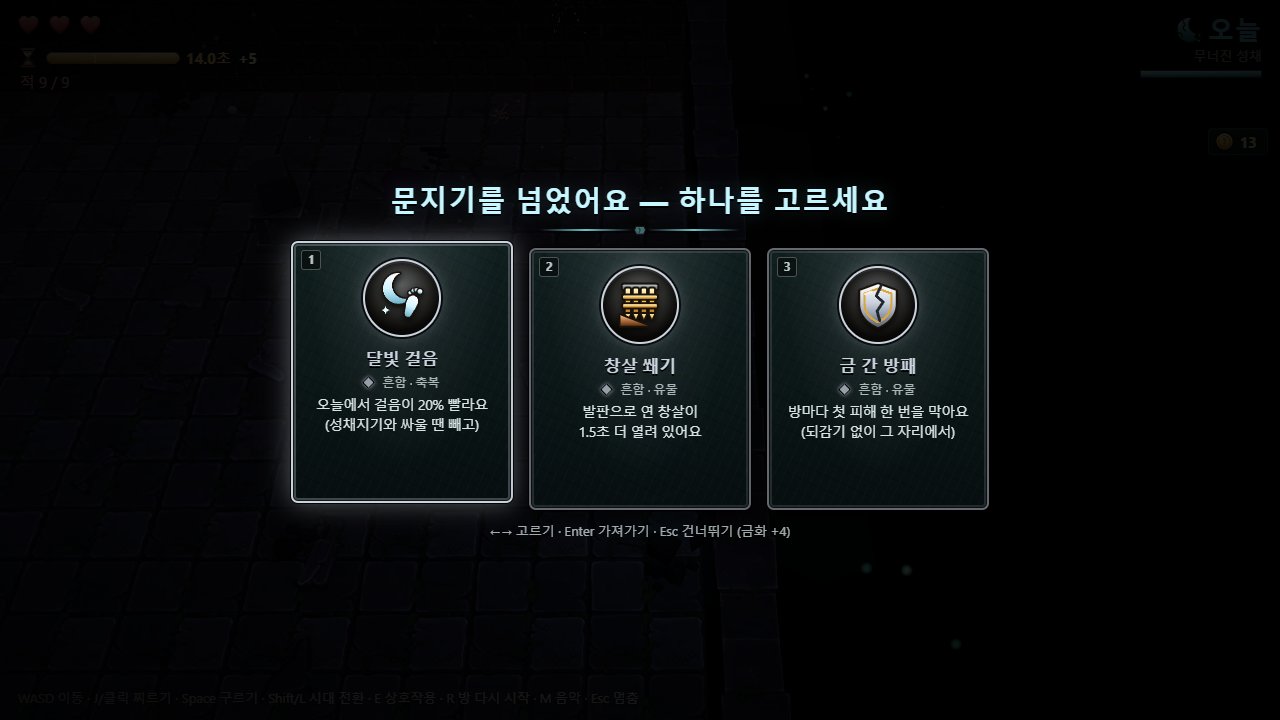 14.0초 +5
적 9 / 9
오늘
무너진 성채
13
문지기를 넘었어요 — 하나를 고르세요
1
달빛 걸음
흔함 · 축복
오늘에서 걸음이 20% 빨라요
(성채지기와 싸울 땐 빼고)
2
창살 쐐기
흔함 · 유물
발판으로 연 창살이
1.5초 더 열려 있어요
3
금 간 방패
흔함 · 유물
방마다 첫 피해 한 번을 막아요
(되감기 없이 그 자리에서)
←→ 고르기 · Enter 가져가기 · Esc 건너뛰기 (금화 +4)
WASD 이동 · J/클릭 찌르기 · Space 구르기 · Shift/L 시대 전환 · E 상호작용 · R 방 다시 시작 · M 음악 · Esc 멈춤